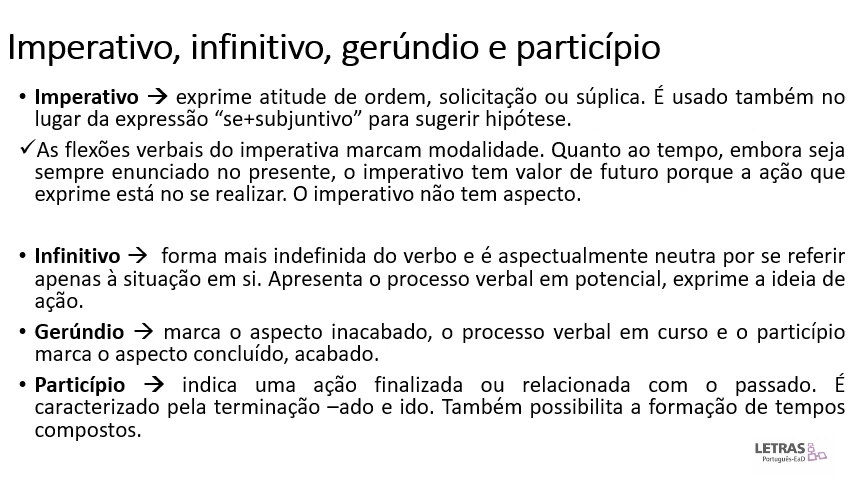 Imperativo, infinitivo, gerúndio e particípio
• Imperativo → exprime atitude de ordem, solicitação ou súplica. É usado também no
lugar da expressão “se+subjuntivo” para sugerir hipótese.
✓As flexões verbais do imperativa marcam modalidade. Quanto ao tempo, embora seja
sempre enunciado no presente, o imperativo tem valor de futuro porque a ação que
exprime está no se realizar. O imperativo não tem aspecto.
• Infinitivo → forma mais indefinida do verbo e é aspectualmente neutra por se referir
apenas à situação em si. Apresenta o processo verbal em potencial, exprime a ideia de
ação.
• Gerúndio → marca o aspecto inacabado, o processo verbal em curso e o particípio
marca o aspecto concluído, acabado.
• Particípio → indica uma ação finalizada ou relacionada com o passado. É
caracterizado pela terminação –ado e ido. Também possibilita a formação de tempos
compostos.
LETRAS
Português-EaD